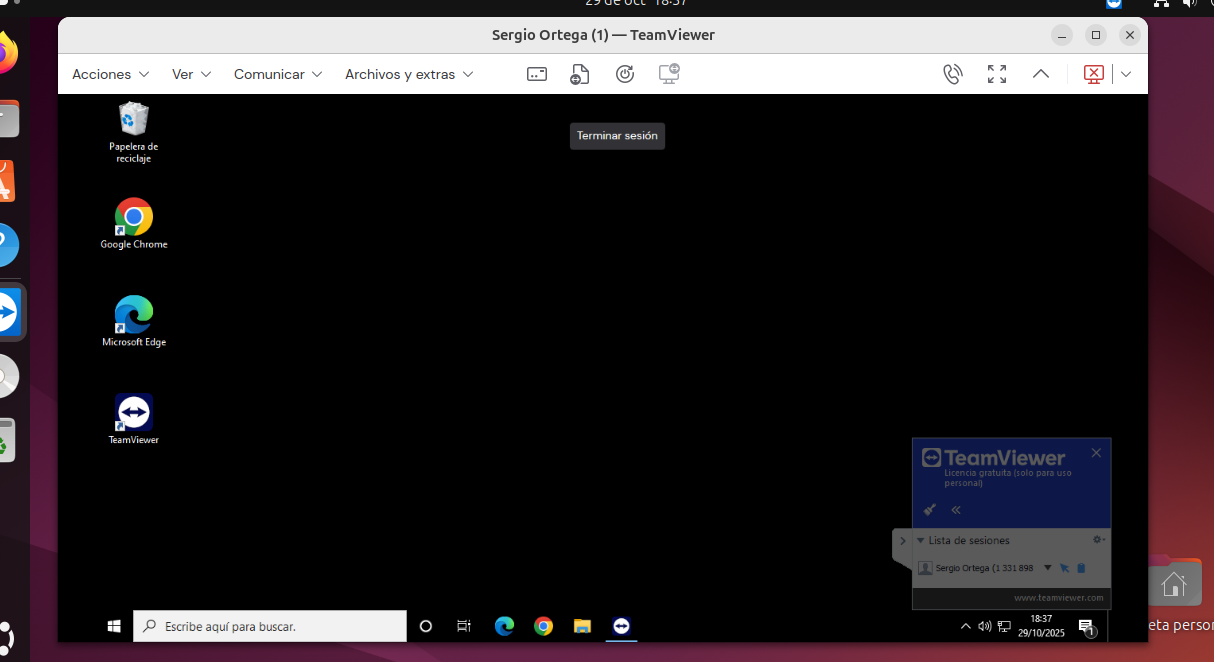 29 de oct 18:37
Sergio Ortega (1) — TeamViewer
Acciones
Ver
Comunicar
Archivos y extras
Terminar sesión
Papelera de
reciclaje
Google Chrome
Microsoft Edge
TeamViewer
TeamViewer
Licencia gratuita (solo para uso
personal)
Lista de sesiones
Sergio Ortega (1 331 898
www.teamviewer.com
Escribe aquí para buscar.
18:37
29/10/2025
1
eta person